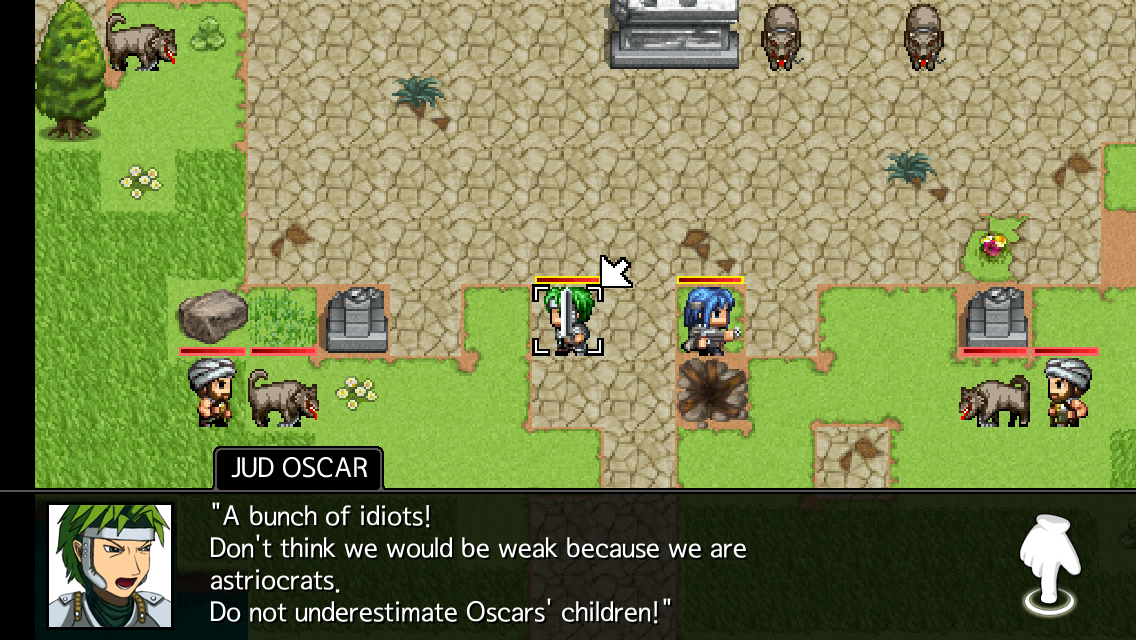 JUD OSCAR
"A bunch of idiots!
Don't think we would be weak because we are
astriocrats.
Do not underestimate Oscars' children!"